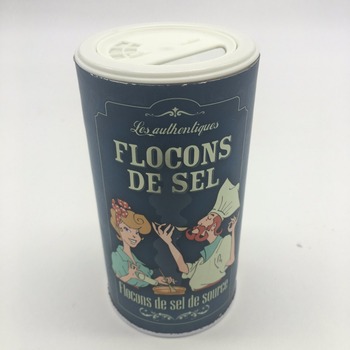 Les authentiques
FLOCONS
DE SEL
Flocons de sel de source